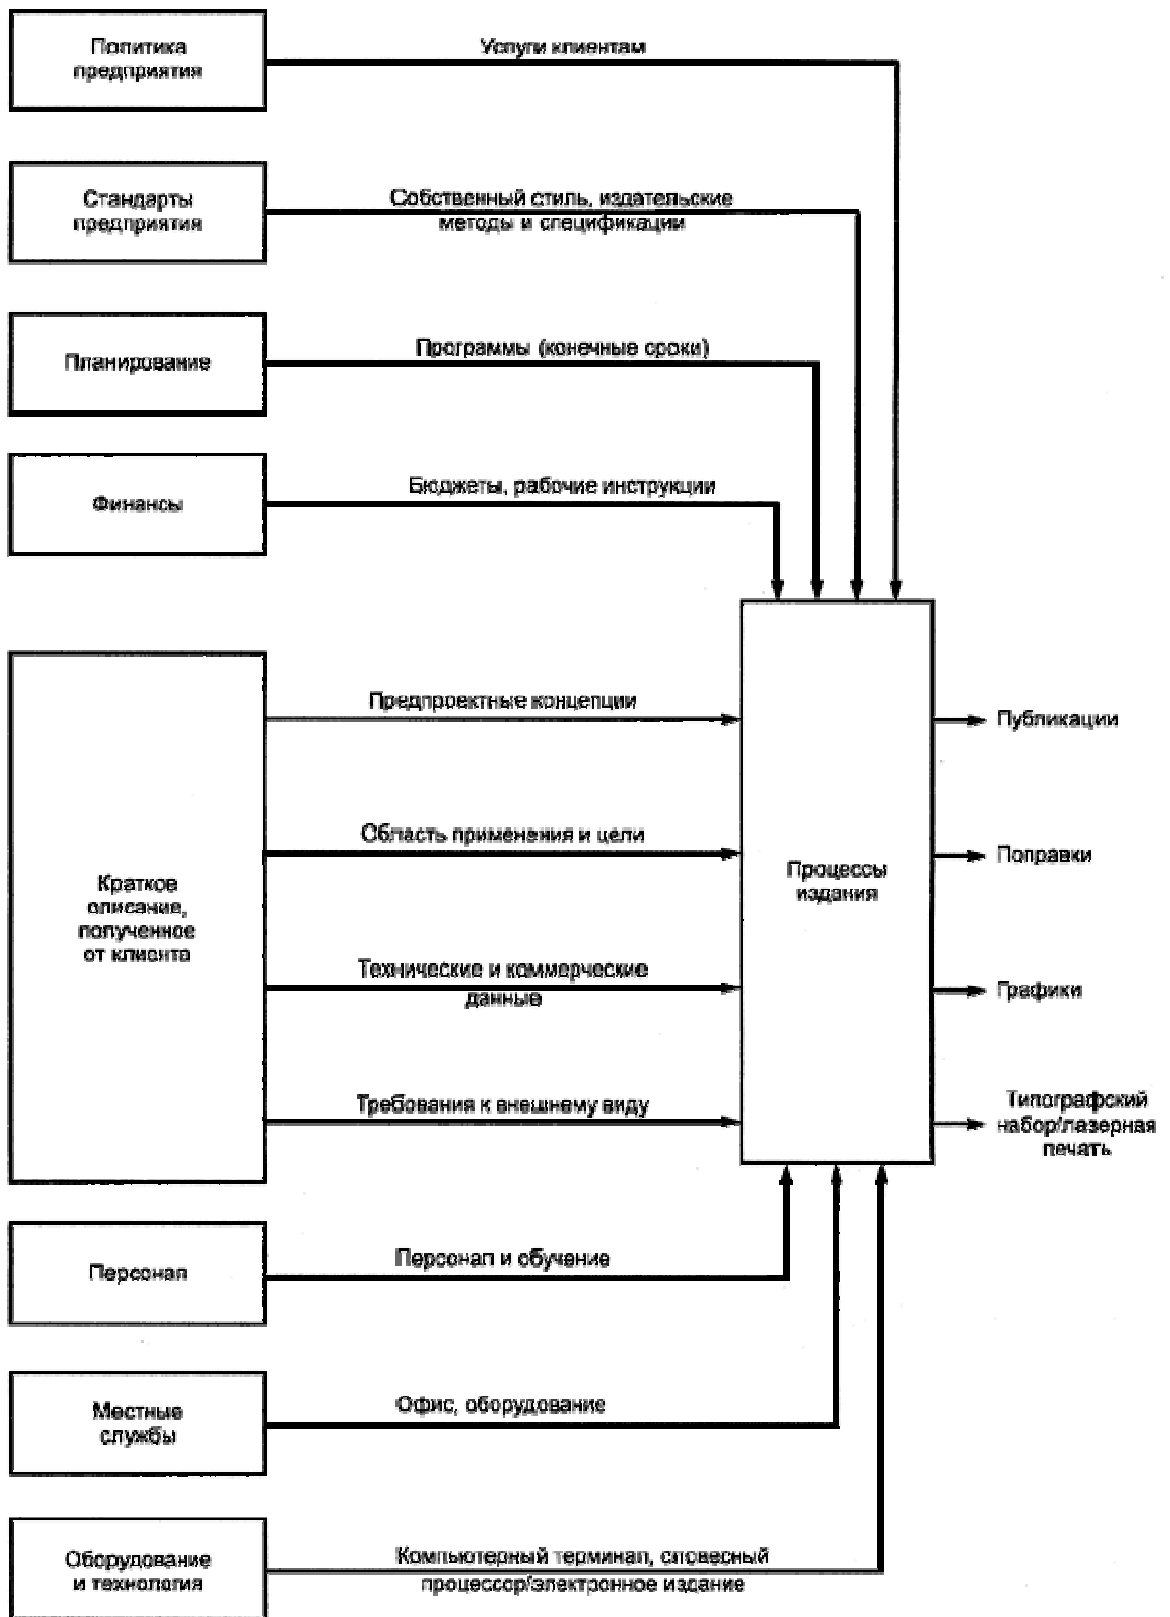 Политика
предприятия
Услуги клиентам
Стандарты
предприятия
Собственный стиль, издательские
методы и спецификации
Планирование
Программы (конечные сроки)
Финансы
Бюджеты, рабочие инструкции
Краткое
описание,
полученное
от клиента
Предпроектные концепции
Область применения и цели
Технические и коммерческие
данные
Требования к внешнему виду
Процессы
издания
Публикации
Поправки
Графики
Типографский
набор/лазерная
печать
Персонал
Персонал и обучение
Местные
службы
Офис, оборудование
Оборудование
и технология
Компьютерный терминал, словесный
процессор/электронное издание